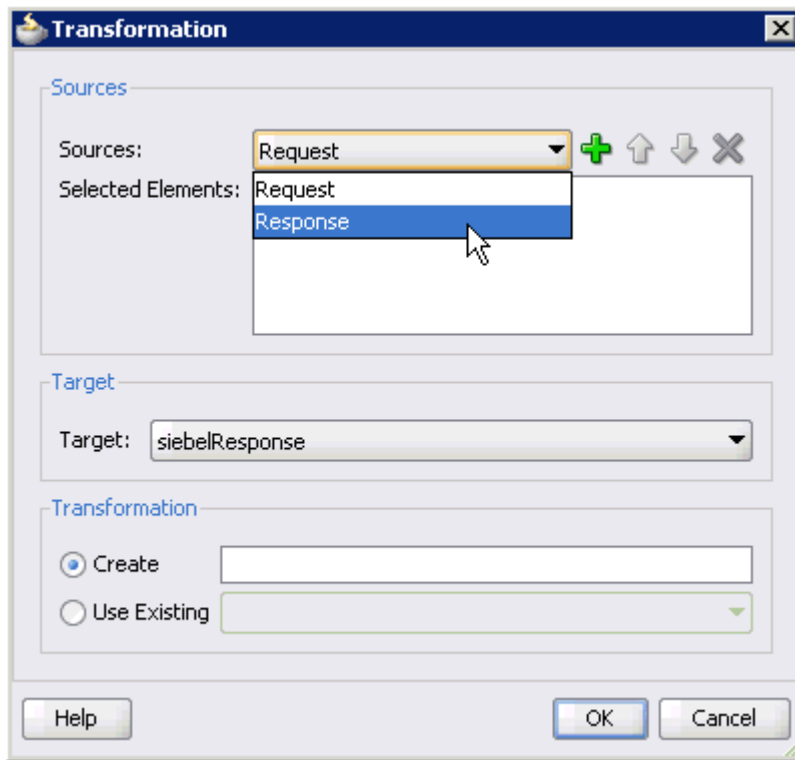 Transformation
Sources
Sources: Request
Selected Elements: Request
Response
Target
Target: siebelResponse
Transformation
Create
Use Existing
Help OK Cancel